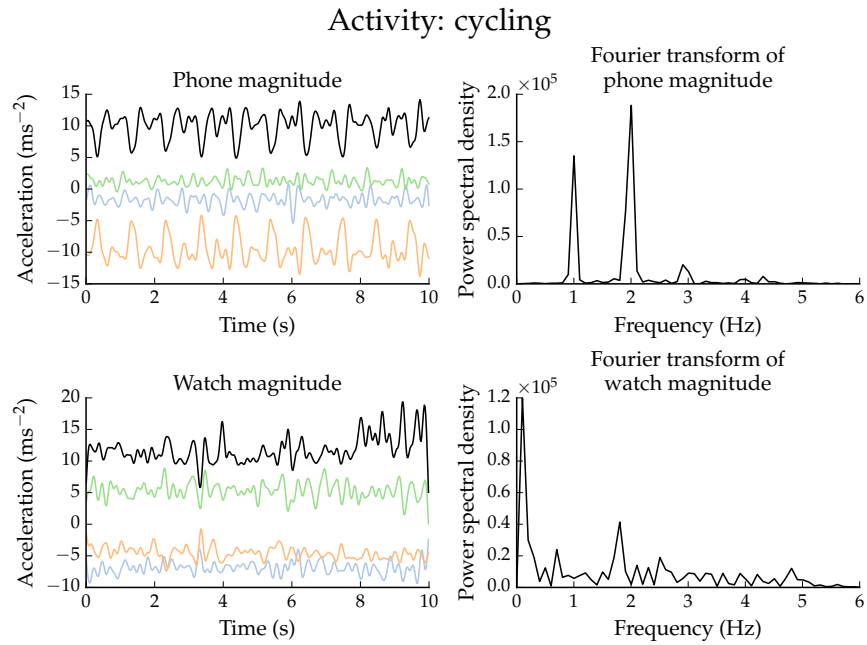 Activity: cycling
Phone magnitude
Acceleration (ms⁻²)
15
10
5
0
−5
−10
−15
0 2 4 6 8 10
Time (s)
Fourier transform of
phone magnitude
×10⁵
Power spectral density
2.0
1.5
1.0
0.5
0.0
0 1 2 3 4 5 6
Frequency (Hz)
Watch magnitude
Acceleration (ms⁻²)
20
15
10
5
0
−5
−10
0 2 4 6 8 10
Time (s)
Fourier transform of
watch magnitude
×10⁵
Power spectral density
1.2
1.0
0.8
0.6
0.4
0.2
0.0
0 1 2 3 4 5 6
Frequency (Hz)